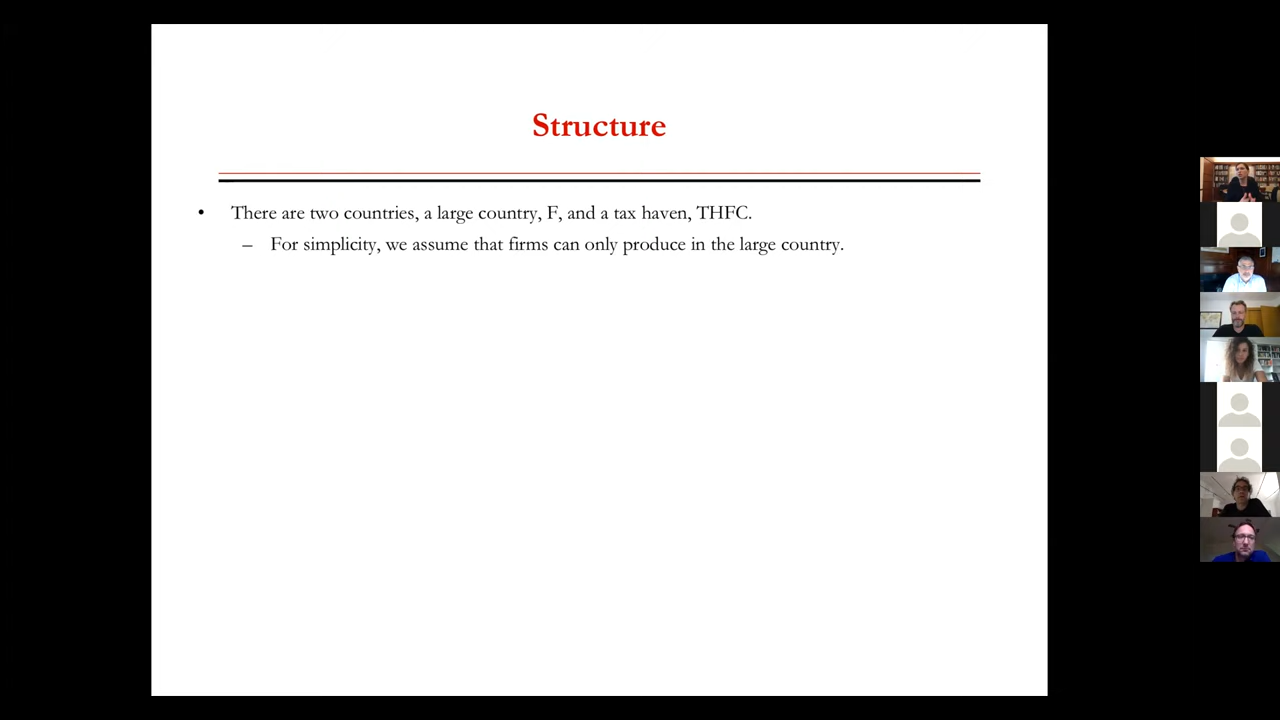 Structure
• There are two countries, a large country, F, and a tax haven, THFC.
– For simplicity, we assume that firms can only produce in the large country.